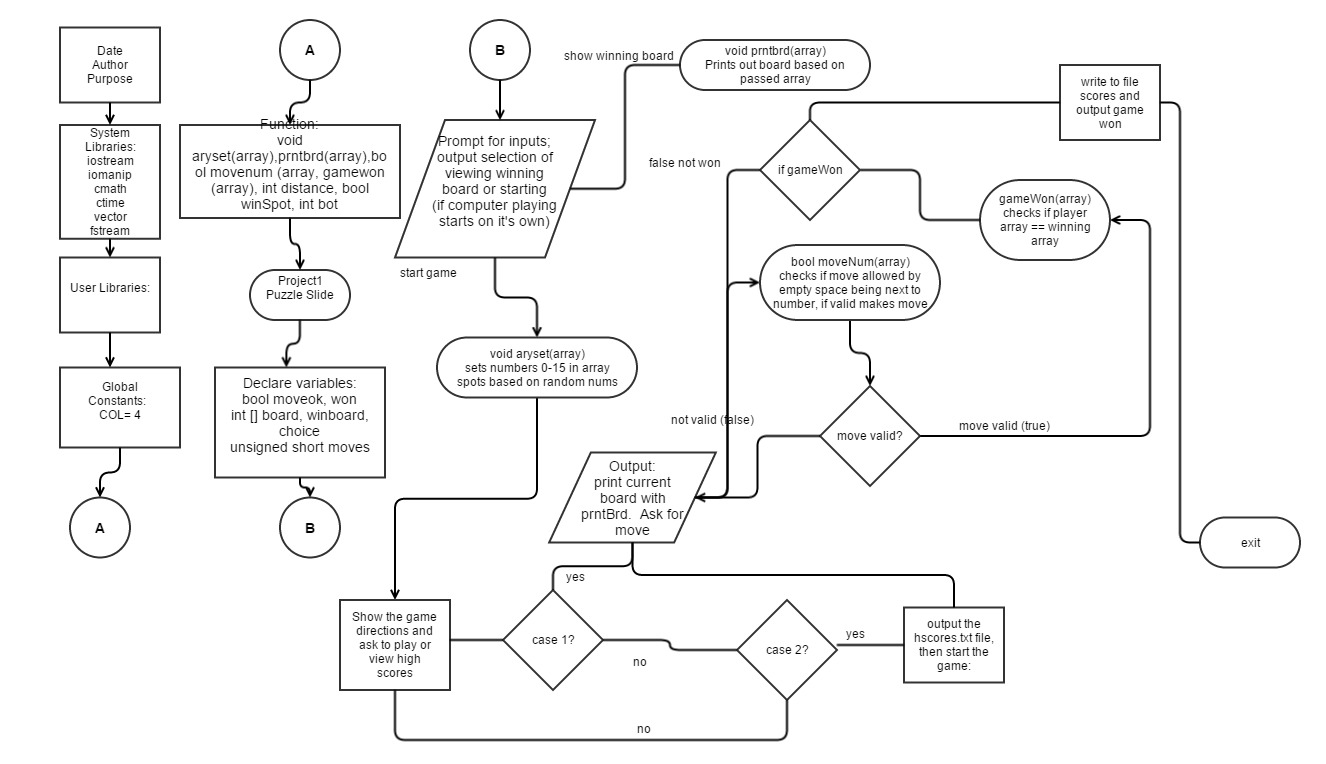 Date
Author
Purpose
System
Libraries:
iostream
iomanip
cmath
ctime
vector
fstream
User Libraries:
Global
Constants:
COL= 4
A
A
Function:
void
aryset(array),prntbrd(array),bo
ol movenum (array, gamewon
(array), int distance, bool
winSpot, int bot
Project1
Puzzle Slide
Declare variables:
bool moveok, won
int [] board, winboard,
choice
unsigned short moves
B
B
Prompt for inputs;
output selection of
viewing winning
board or starting
(if computer playing
starts on it's own)
show winning board
void prntbrd(array)
Prints out board based on
passed array
start game
void aryset(array)
sets numbers 0-15 in array
spots based on random nums
Show the game
directions and
ask to play or
view high
scores
case 1?
yes
no
case 2?
yes
no
output the
hscores.txt file,
then start the
game:
Output:
print current
board with
prntBrd.  Ask for
move
not valid (false)
bool moveNum(array)
checks if move allowed by
empty space being next to
number, if valid makes move
move valid?
move valid (true)
gameWon(array)
checks if player
array == winning
array
if gameWon
false not won
write to file
scores and
output game
won
exit